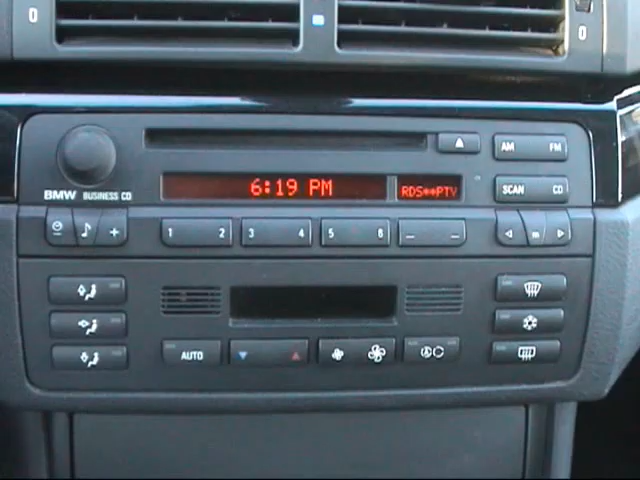 0
0
AM FM
6:19 PM
RDS**PTY
SCAN CD
BMW BUSINESS CD
+
1 2
3 4
5 6
— —
m
AUTO